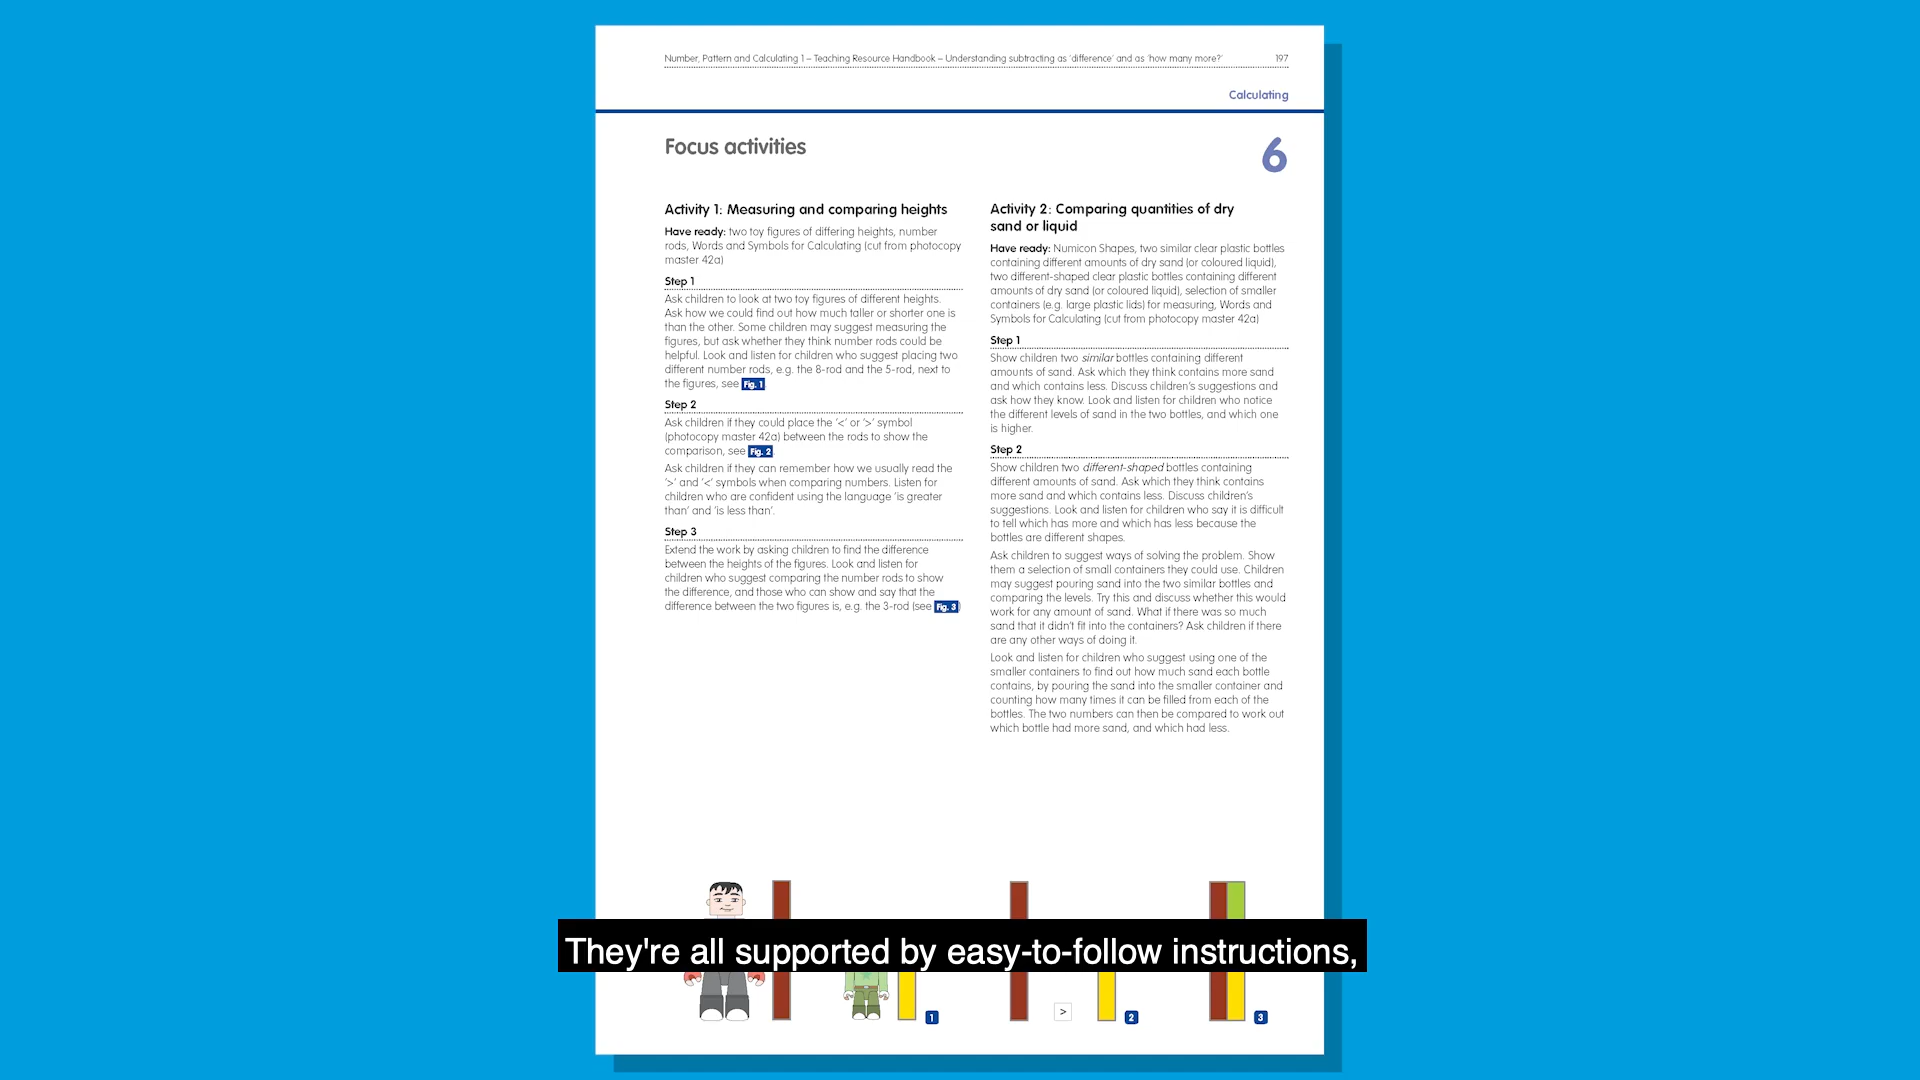 Number, Pattern and Calculating 1 – Teaching Resource Handbook – Understanding subtracting as 'difference' and as 'how many more?' 197
Calculating
Focus activities
6
Activity 1: Measuring and comparing heights
Have ready: two toy figures of differing heights, number
rods, Words and Symbols for Calculating (cut from photocopy
master 42a)
Step 1
Ask children to look at two toy figures of different heights.
Ask how we could find out how much taller or shorter one is
than the other. Some children may suggest measuring the
figures, but ask whether they think number rods could be
helpful. Look and listen for children who suggest placing two
different number rods, e.g. the 8-rod and the 5-rod, next to
the figures, see Fig. 1
Step 2
Ask children if they could place the '<' or '>' symbol
(photocopy master 42a) between the rods to show the
comparison, see Fig. 2
Ask children if they can remember how we usually read the
'>' and '<' symbols when comparing numbers. Listen for
children who are confident using the language 'is greater
than' and 'is less than'.
Step 3
Extend the work by asking children to find the difference
between the heights of the figures. Look and listen for
children who suggest comparing the number rods to show
the difference, and those who can show and say that the
difference between the two figures is, e.g. the 3-rod (see Fig. 3)
Activity 2: Comparing quantities of dry
sand or liquid
Have ready: Numicon Shapes, two similar clear plastic bottles
containing different amounts of dry sand (or coloured liquid),
two different-shaped clear plastic bottles containing different
amounts of dry sand (or coloured liquid), selection of smaller
containers (e.g. large plastic lids) for measuring, Words and
Symbols for Calculating (cut from photocopy master 42a)
Step 1
Show children two similar bottles containing different
amounts of sand. Ask which they think contains more sand
and which contains less. Discuss children's suggestions and
ask how they know. Look and listen for children who notice
the different levels of sand in the two bottles, and which one
is higher.
Step 2
Show children two different-shaped bottles containing
different amounts of sand. Ask which they think contains
more sand and which contains less. Discuss children's
suggestions. Look and listen for children who say it is difficult
to tell which has more and which has less because the
bottles are different shapes.
Ask children to suggest ways of solving the problem. Show
them a selection of small containers they could use. Children
may suggest pouring sand into the two similar bottles and
comparing the levels. Try this and discuss whether this would
work for any amount of sand. What if there was so much
sand that it didn't fit into the containers? Ask children if there
are any other ways of doing it.
Look and listen for children who suggest using one of the
smaller containers to find out how much sand each bottle
contains, by pouring the sand into the smaller container and
counting how many times it can be filled from each of the
bottles. The two numbers can then be compared to work out
which bottle had more sand, and which had less.
They're all supported by easy-to-follow instructions,
1 > 2 3